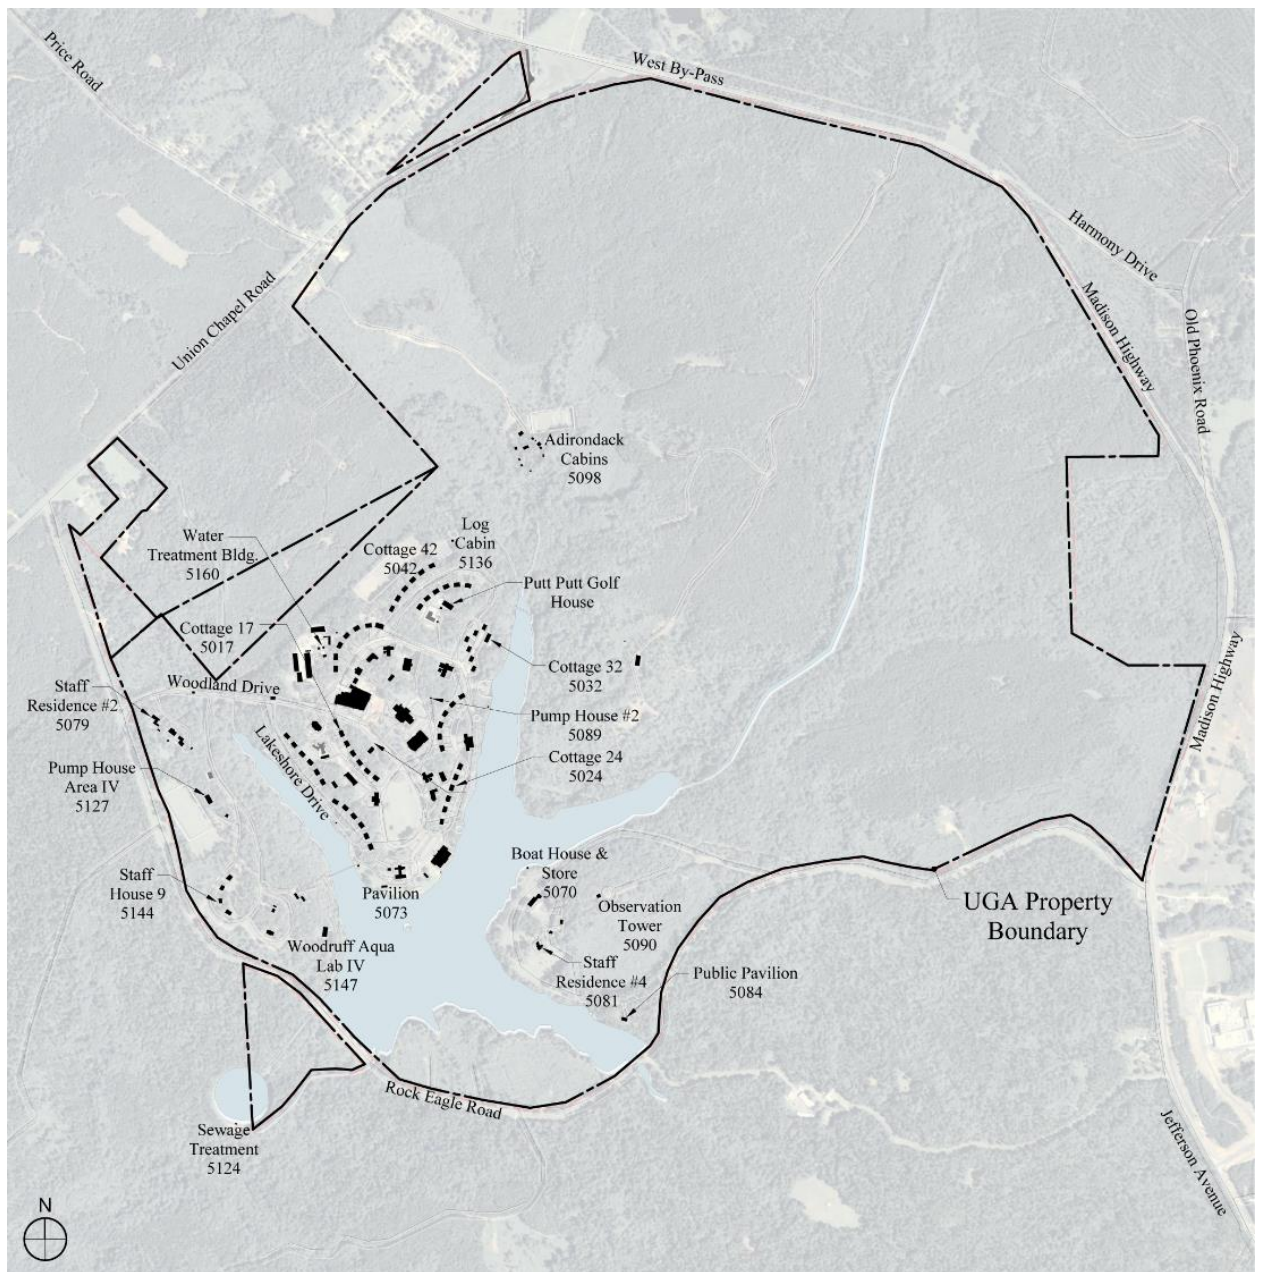 Price Road
West By-Pass
Harmony Drive
Madison Highway
Old Phoenix Road
Union Chapel Road
Adirondack
Cabins
5098
Log
Cabin
5136
Water
Treatment Bldg.
5160
Cottage 42
5042
Putt Putt Golf
House
Cottage 17
5017
Cottage 32
5032
Woodland Drive
Staff
Residence #2
5079
Pump House #2
5089
Madison Highway
Lakeshore Drive
Cottage 24
5024
Pump House
Area IV
5127
Boat House &
Store
5070
Staff
House 9
5144
Pavilion
5073
Observation
Tower
5090
UGA Property
Boundary
Woodruff Aqua
Lab IV
5147
Staff
Residence #4
5081
Public Pavilion
5084
Rock Eagle Road
Sewage
Treatment
5124
Jefferson Avenue
N